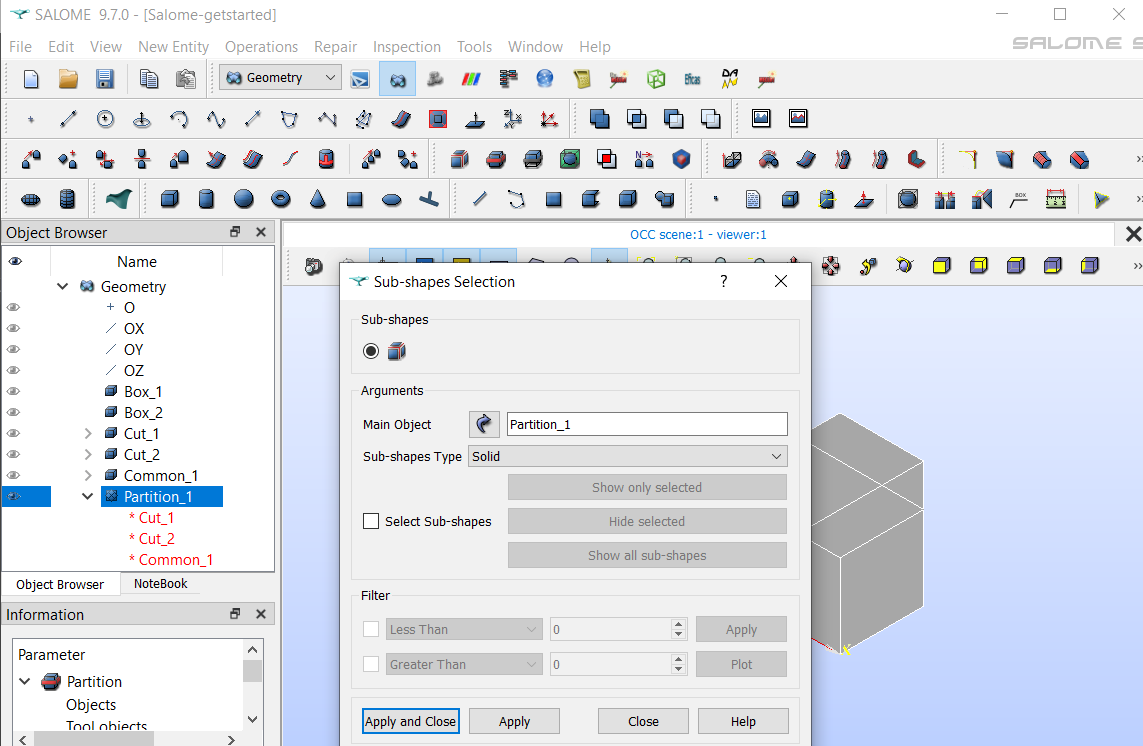 SALOME 9.7.0 - [Salome-getstarted]
File Edit View New Entity Operations Repair Inspection Tools Window Help
SALOME S
Geometry
Eficas
N
BOX
Object Browser
OCC scene:1 - viewer:1
Name
Geometry
O
OX
OY
OZ
Box_1
Box_2
Cut_1
Cut_2
Common_1
Partition_1
* Cut_1
* Cut_2
* Common_1
Object Browser NoteBook
Information
Parameter
Partition
Objects
Tool objects
Sub-shapes Selection
?
Sub-shapes
Arguments
Main Object Partition_1
Sub-shapes Type Solid
Show only selected
Select Sub-shapes Hide selected
Show all sub-shapes
Filter
Less Than 0 Apply
Greater Than 0 Plot
Apply and Close Apply Close Help
X